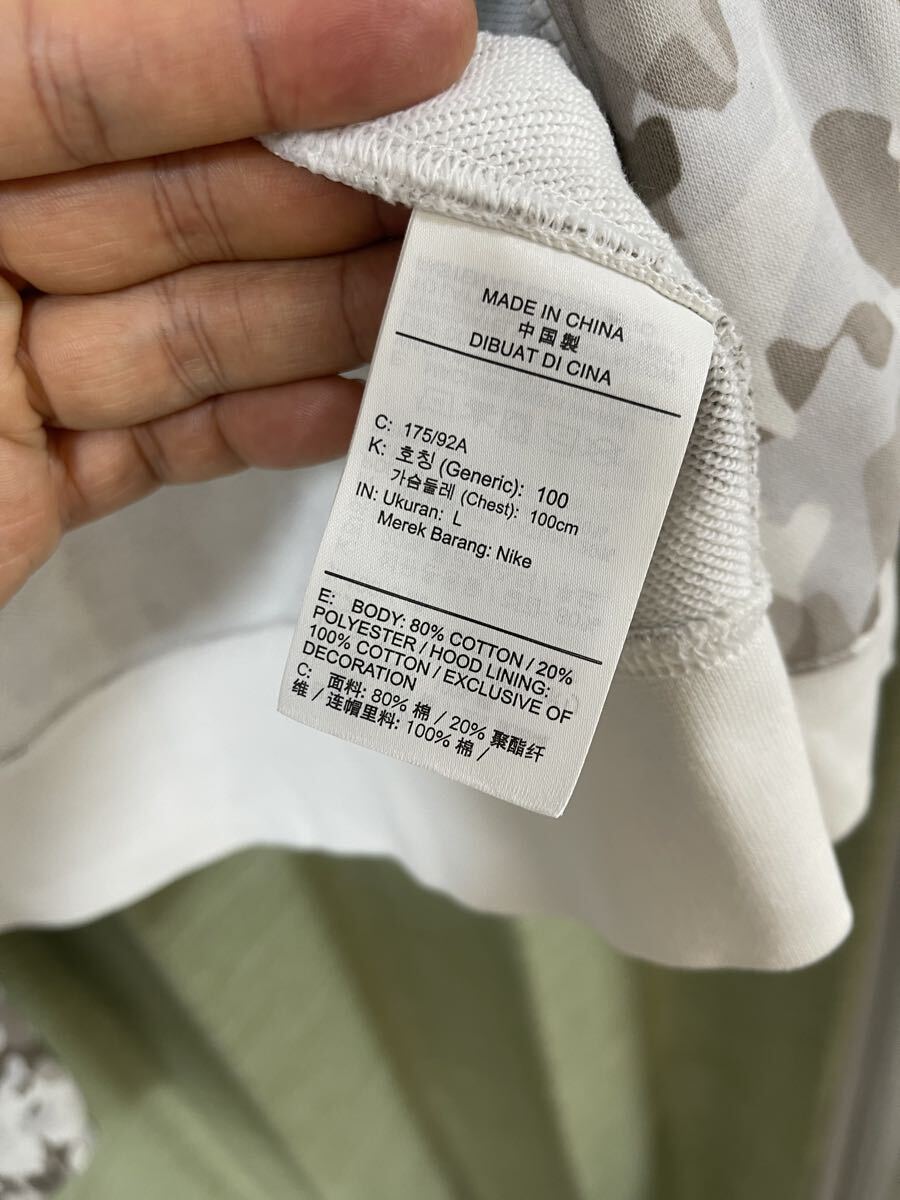 MADE IN CHINA
中国製
DIBUAT DI CINA
C: 175/92A
K: 호칭 (Generic): 100
가슴둘레 (Chest): 100cm
IN: Ukuran: L
Merek Barang: Nike
E: BODY: 80% COTTON / 20%
POLYESTER / HOOD LINING:
100% COTTON / EXCLUSIVE OF
DECORATION
C: 面料: 80% 棉 / 20% 聚酯纤
维 / 连帽里料: 100% 棉 /